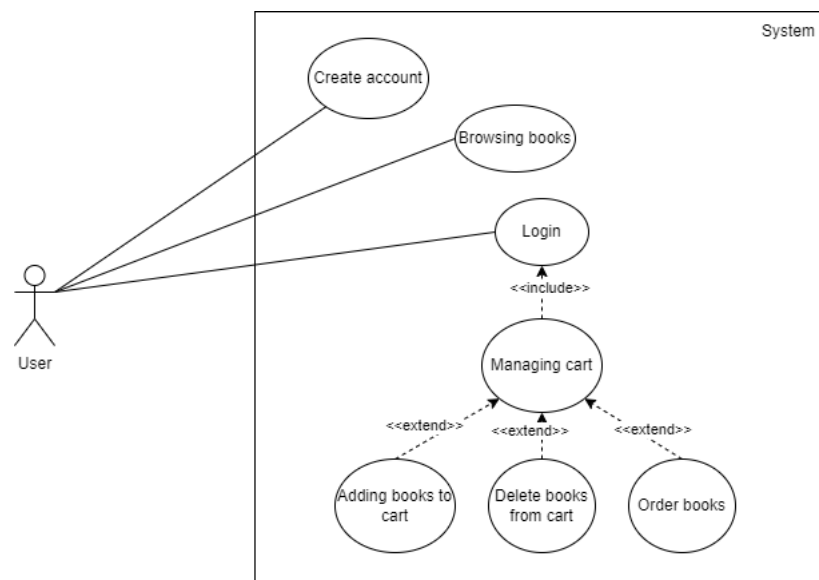 System
Create account
Browsing books
Login
<<include>>
User
Managing cart
<<extend>>
<<extend>>
<<extend>>
Adding books to
cart
Delete books
from cart
Order books